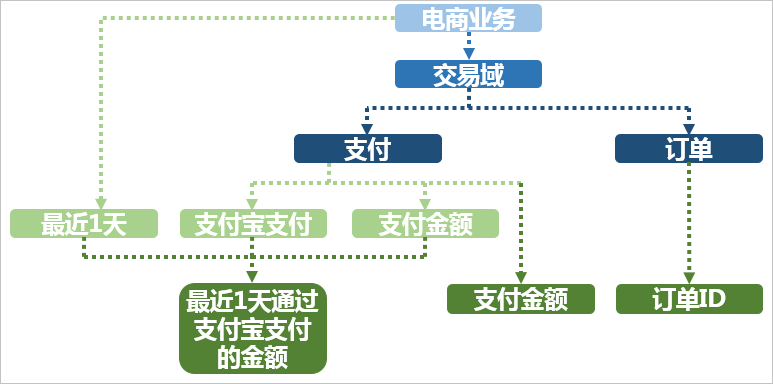 电商业务
交易域
支付
订单
最近1天
支付宝支付
支付金额
最近1天通过
支付宝支付
的金额
支付金额
订单ID